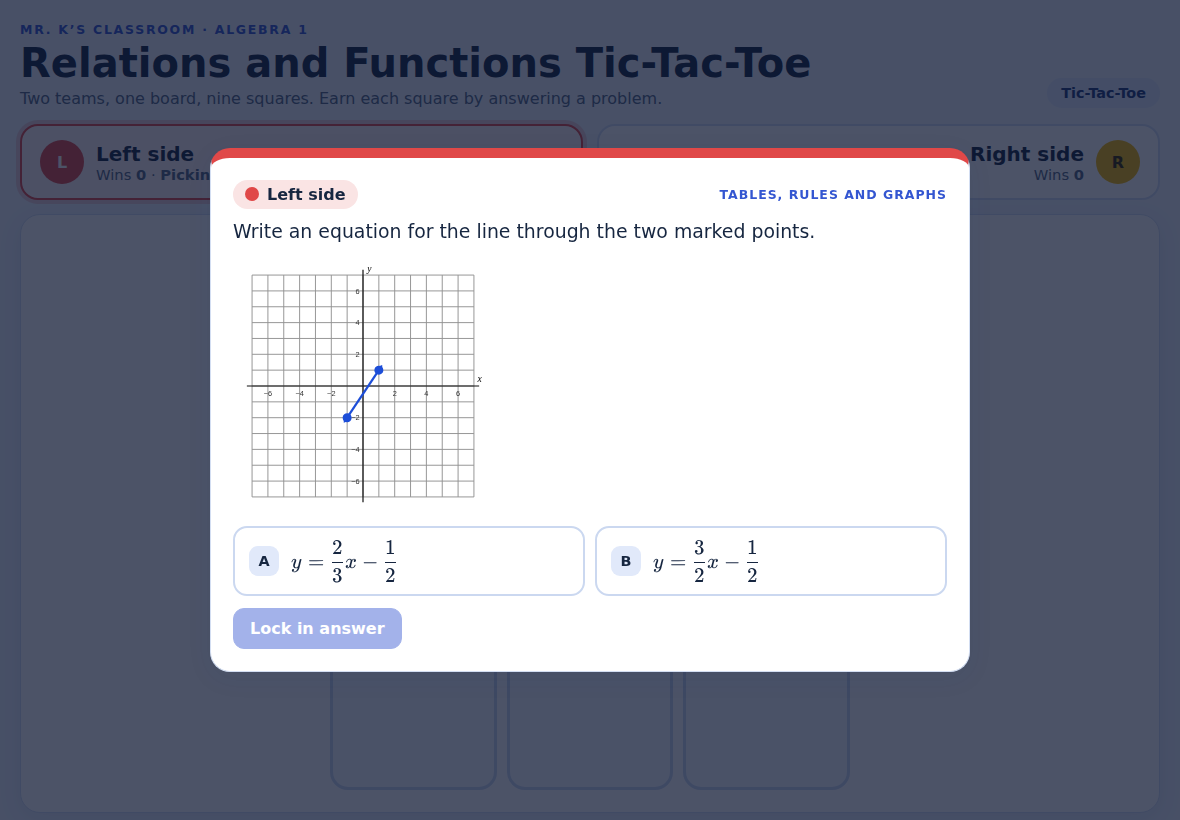 MR. K'S CLASSROOM · ALGEBRA 1
Relations and Functions Tic-Tac-Toe
Two teams, one board, nine squares. Earn each square by answering a problem.
Tic-Tac-Toe
L
Left side
Wins 0 · Pickin
Right side
Wins 0
R
Left side
TABLES, RULES AND GRAPHS
Write an equation for the line through the two marked points.
y
6
4
2
x
−6 −4 −2 2 4 6
−2
−4
−6
A y = 2/3 x − 1/2
B y = 3/2 x − 1/2
Lock in answer